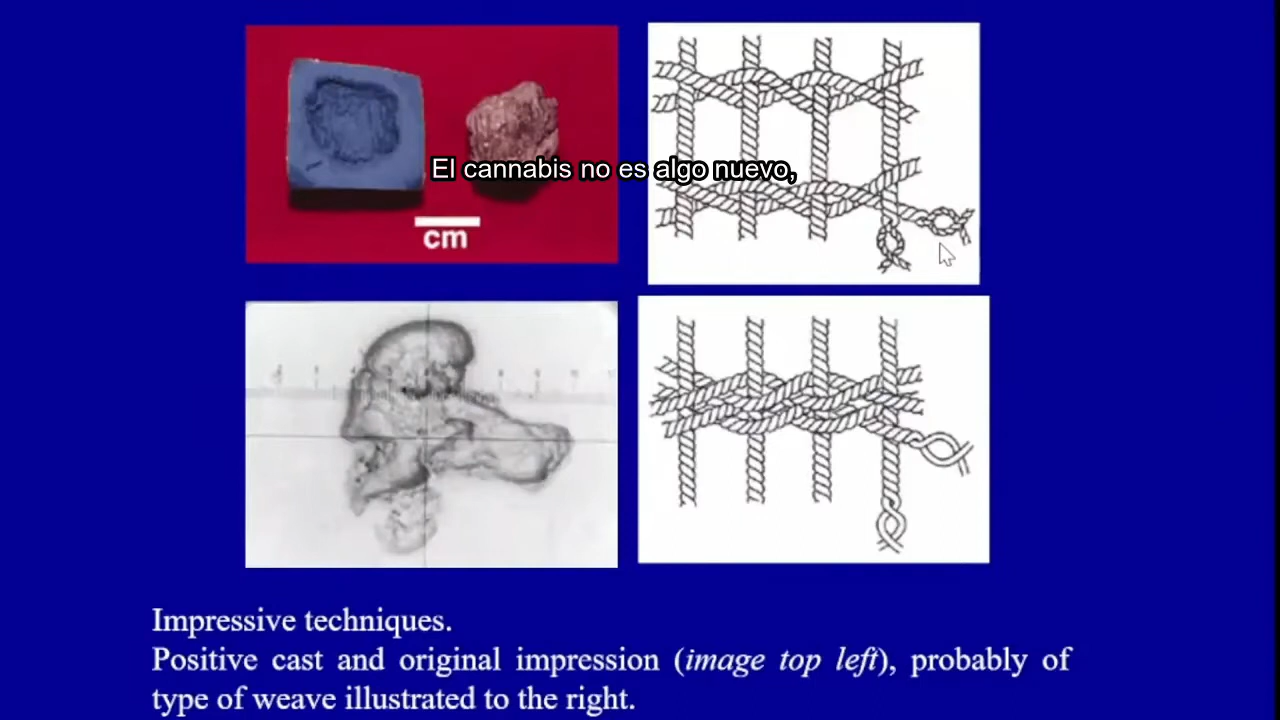 El cannabis no es algo nuevo,
cm
Impressive techniques.
Positive cast and original impression (image top left), probably of
type of weave illustrated to the right.